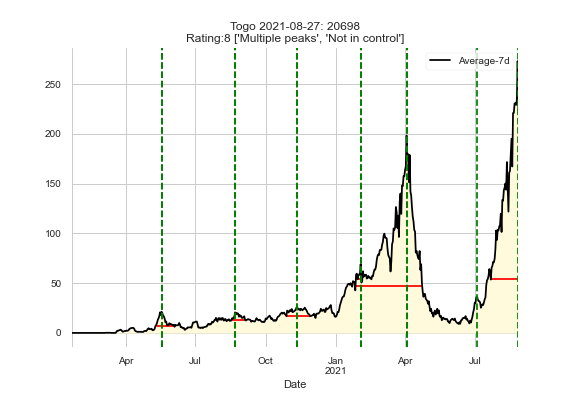 Togo 2021-08-27: 20698
Rating:8 ['Multiple peaks', 'Not in control']
Average-7d
250
200
150
100
50
0
Apr
Jul
Oct
Jan
2021
Apr
Jul
Date